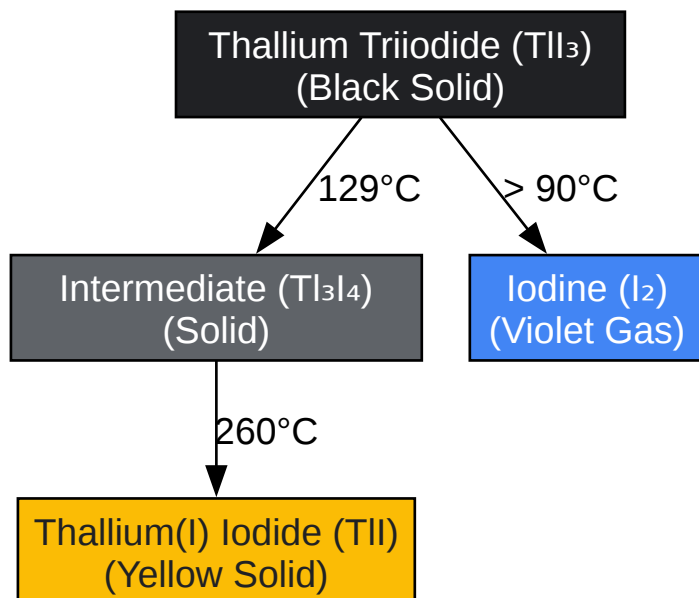 Thallium Triiodide (TlI₃)
(Black Solid)
129°C
> 90°C
Intermediate (Tl₃I₄)
(Solid)
Iodine (I₂)
(Violet Gas)
260°C
Thallium(I) Iodide (TlI)
(Yellow Solid)